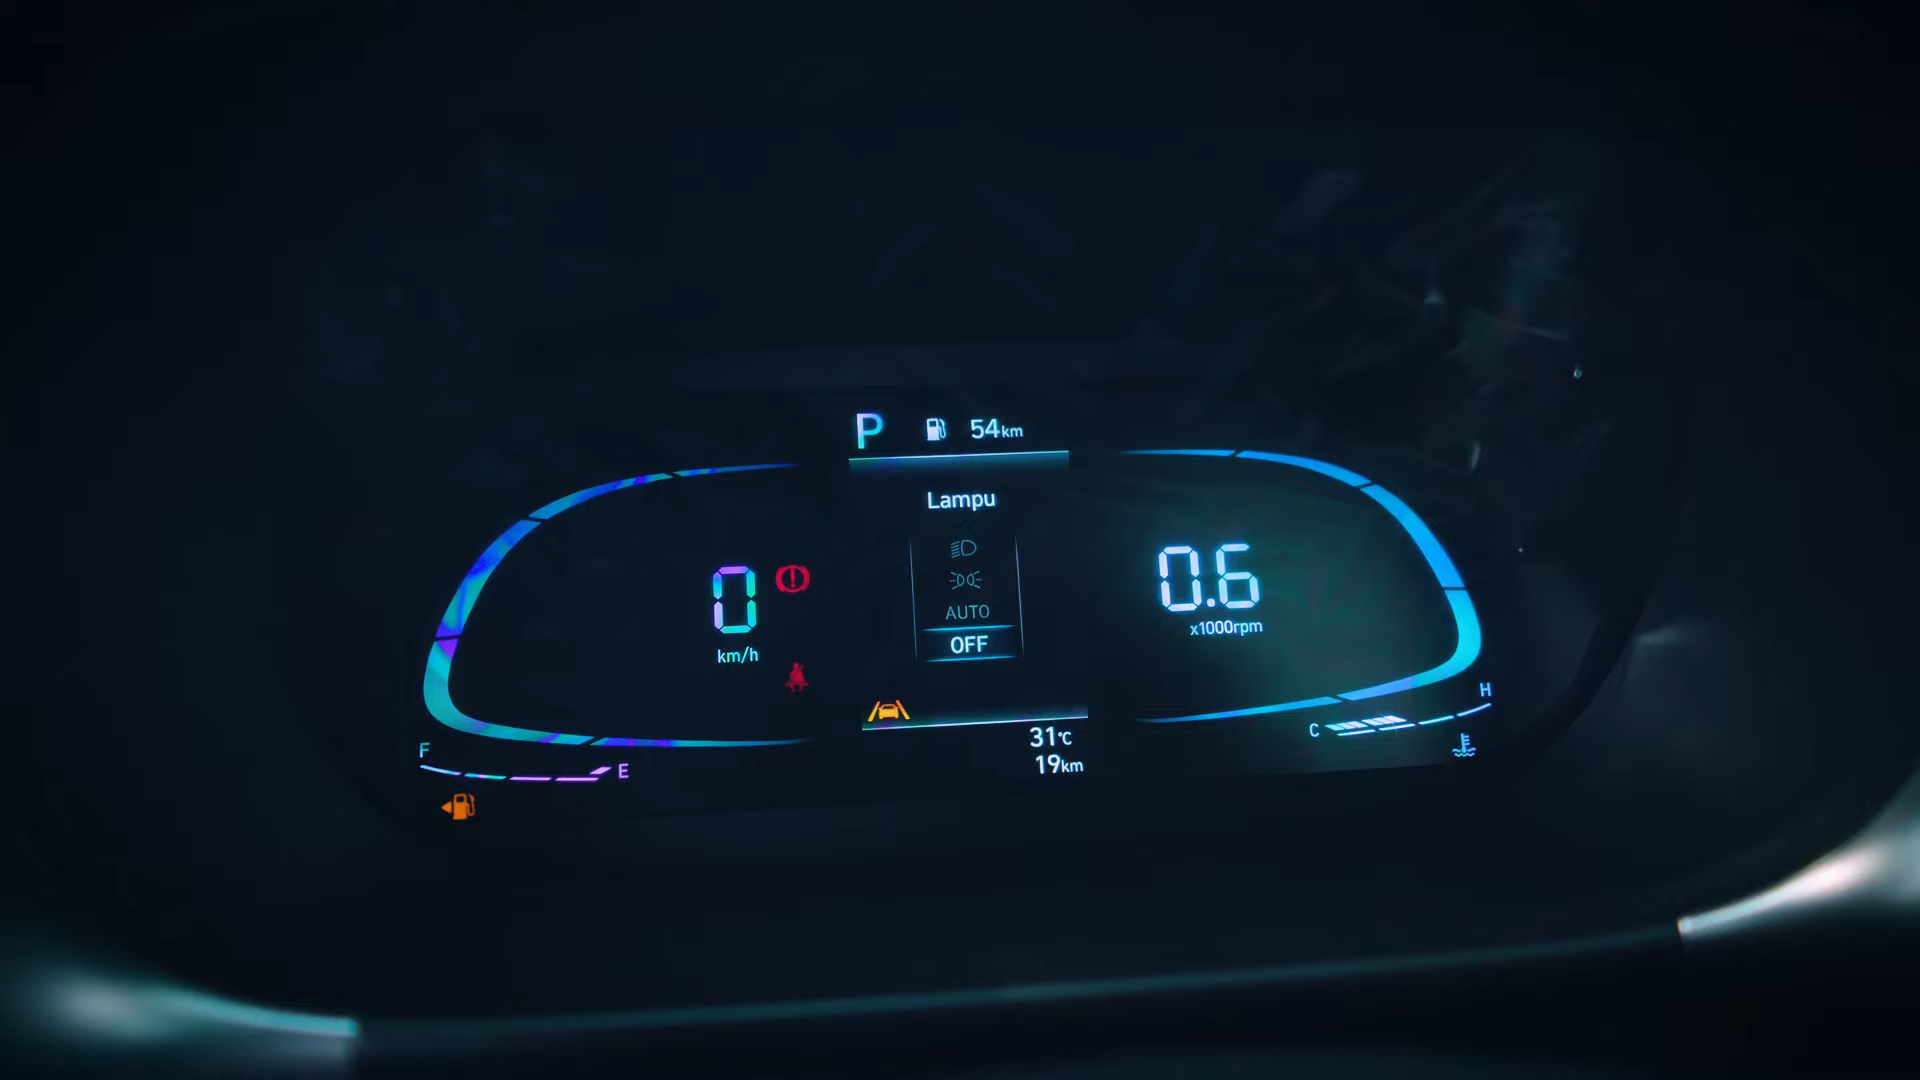 P 54km
Lampu
AUTO
OFF
0
km/h
0.6
x1000rpm
31°C
19km
F E
C H